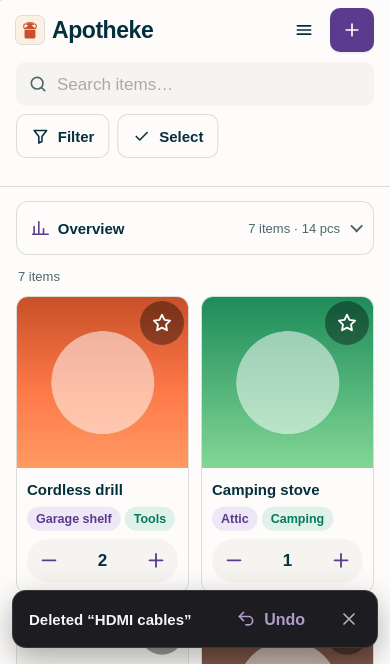 Apotheke
Search items…
Filter
Select
Overview
7 items · 14 pcs
7 items
Cordless drill
Garage shelf
Tools
2
Camping stove
Attic
Camping
1
Deleted “HDMI cables”
Undo